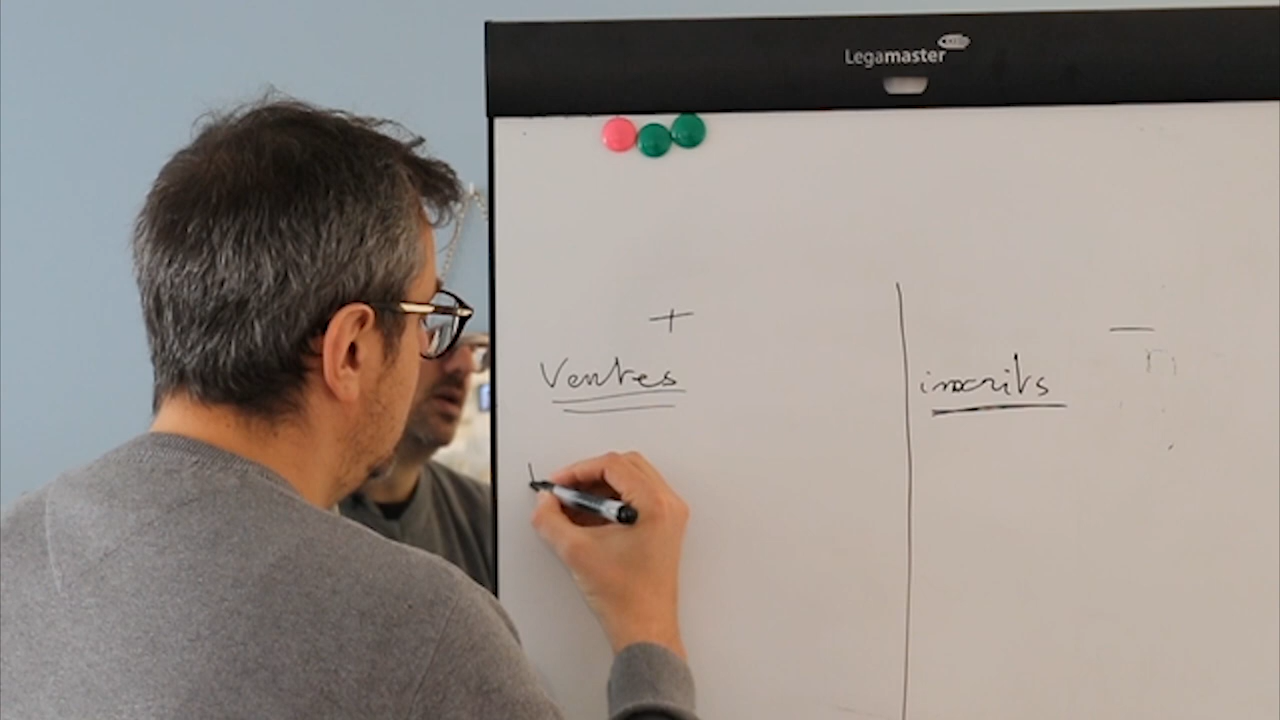 Legamaster
+
—
Ventes
inscrits